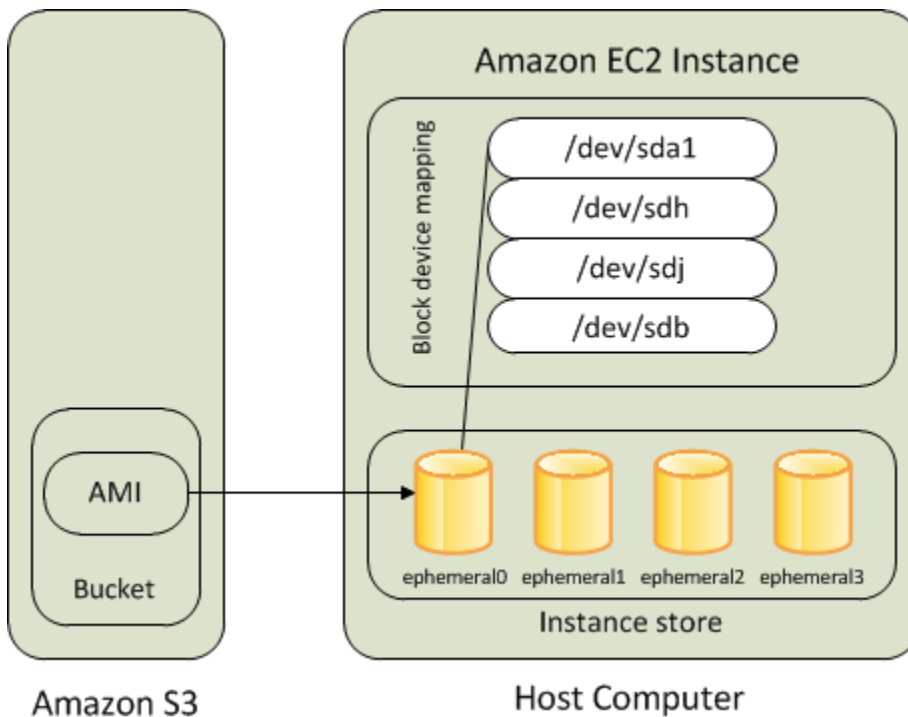 Amazon EC2 Instance
Block device mapping
/dev/sda1
/dev/sdh
/dev/sdj
/dev/sdb
AMI
Bucket
ephemeral0
ephemeral1
ephemeral2
ephemeral3
Instance store
Amazon S3
Host Computer